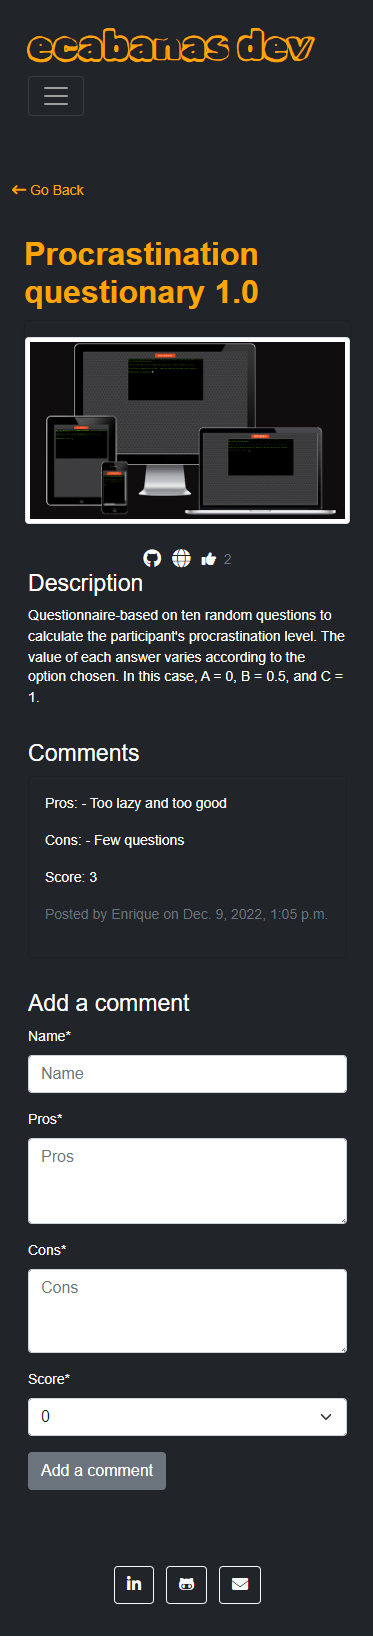 ecabanas dev
Go Back
Procrastination
questionary 1.0
2
Description
Questionnaire-based on ten random questions to
calculate the participant's procrastination level. The
value of each answer varies according to the
option chosen. In this case, A = 0, B = 0.5, and C =
1.
Comments
Pros: - Too lazy and too good
Cons: - Few questions
Score: 3
Posted by Enrique on Dec. 9, 2022, 1:05 p.m.
Add a comment
Name*
Name
Pros*
Pros
Cons*
Cons
Score*
0
Add a comment
in